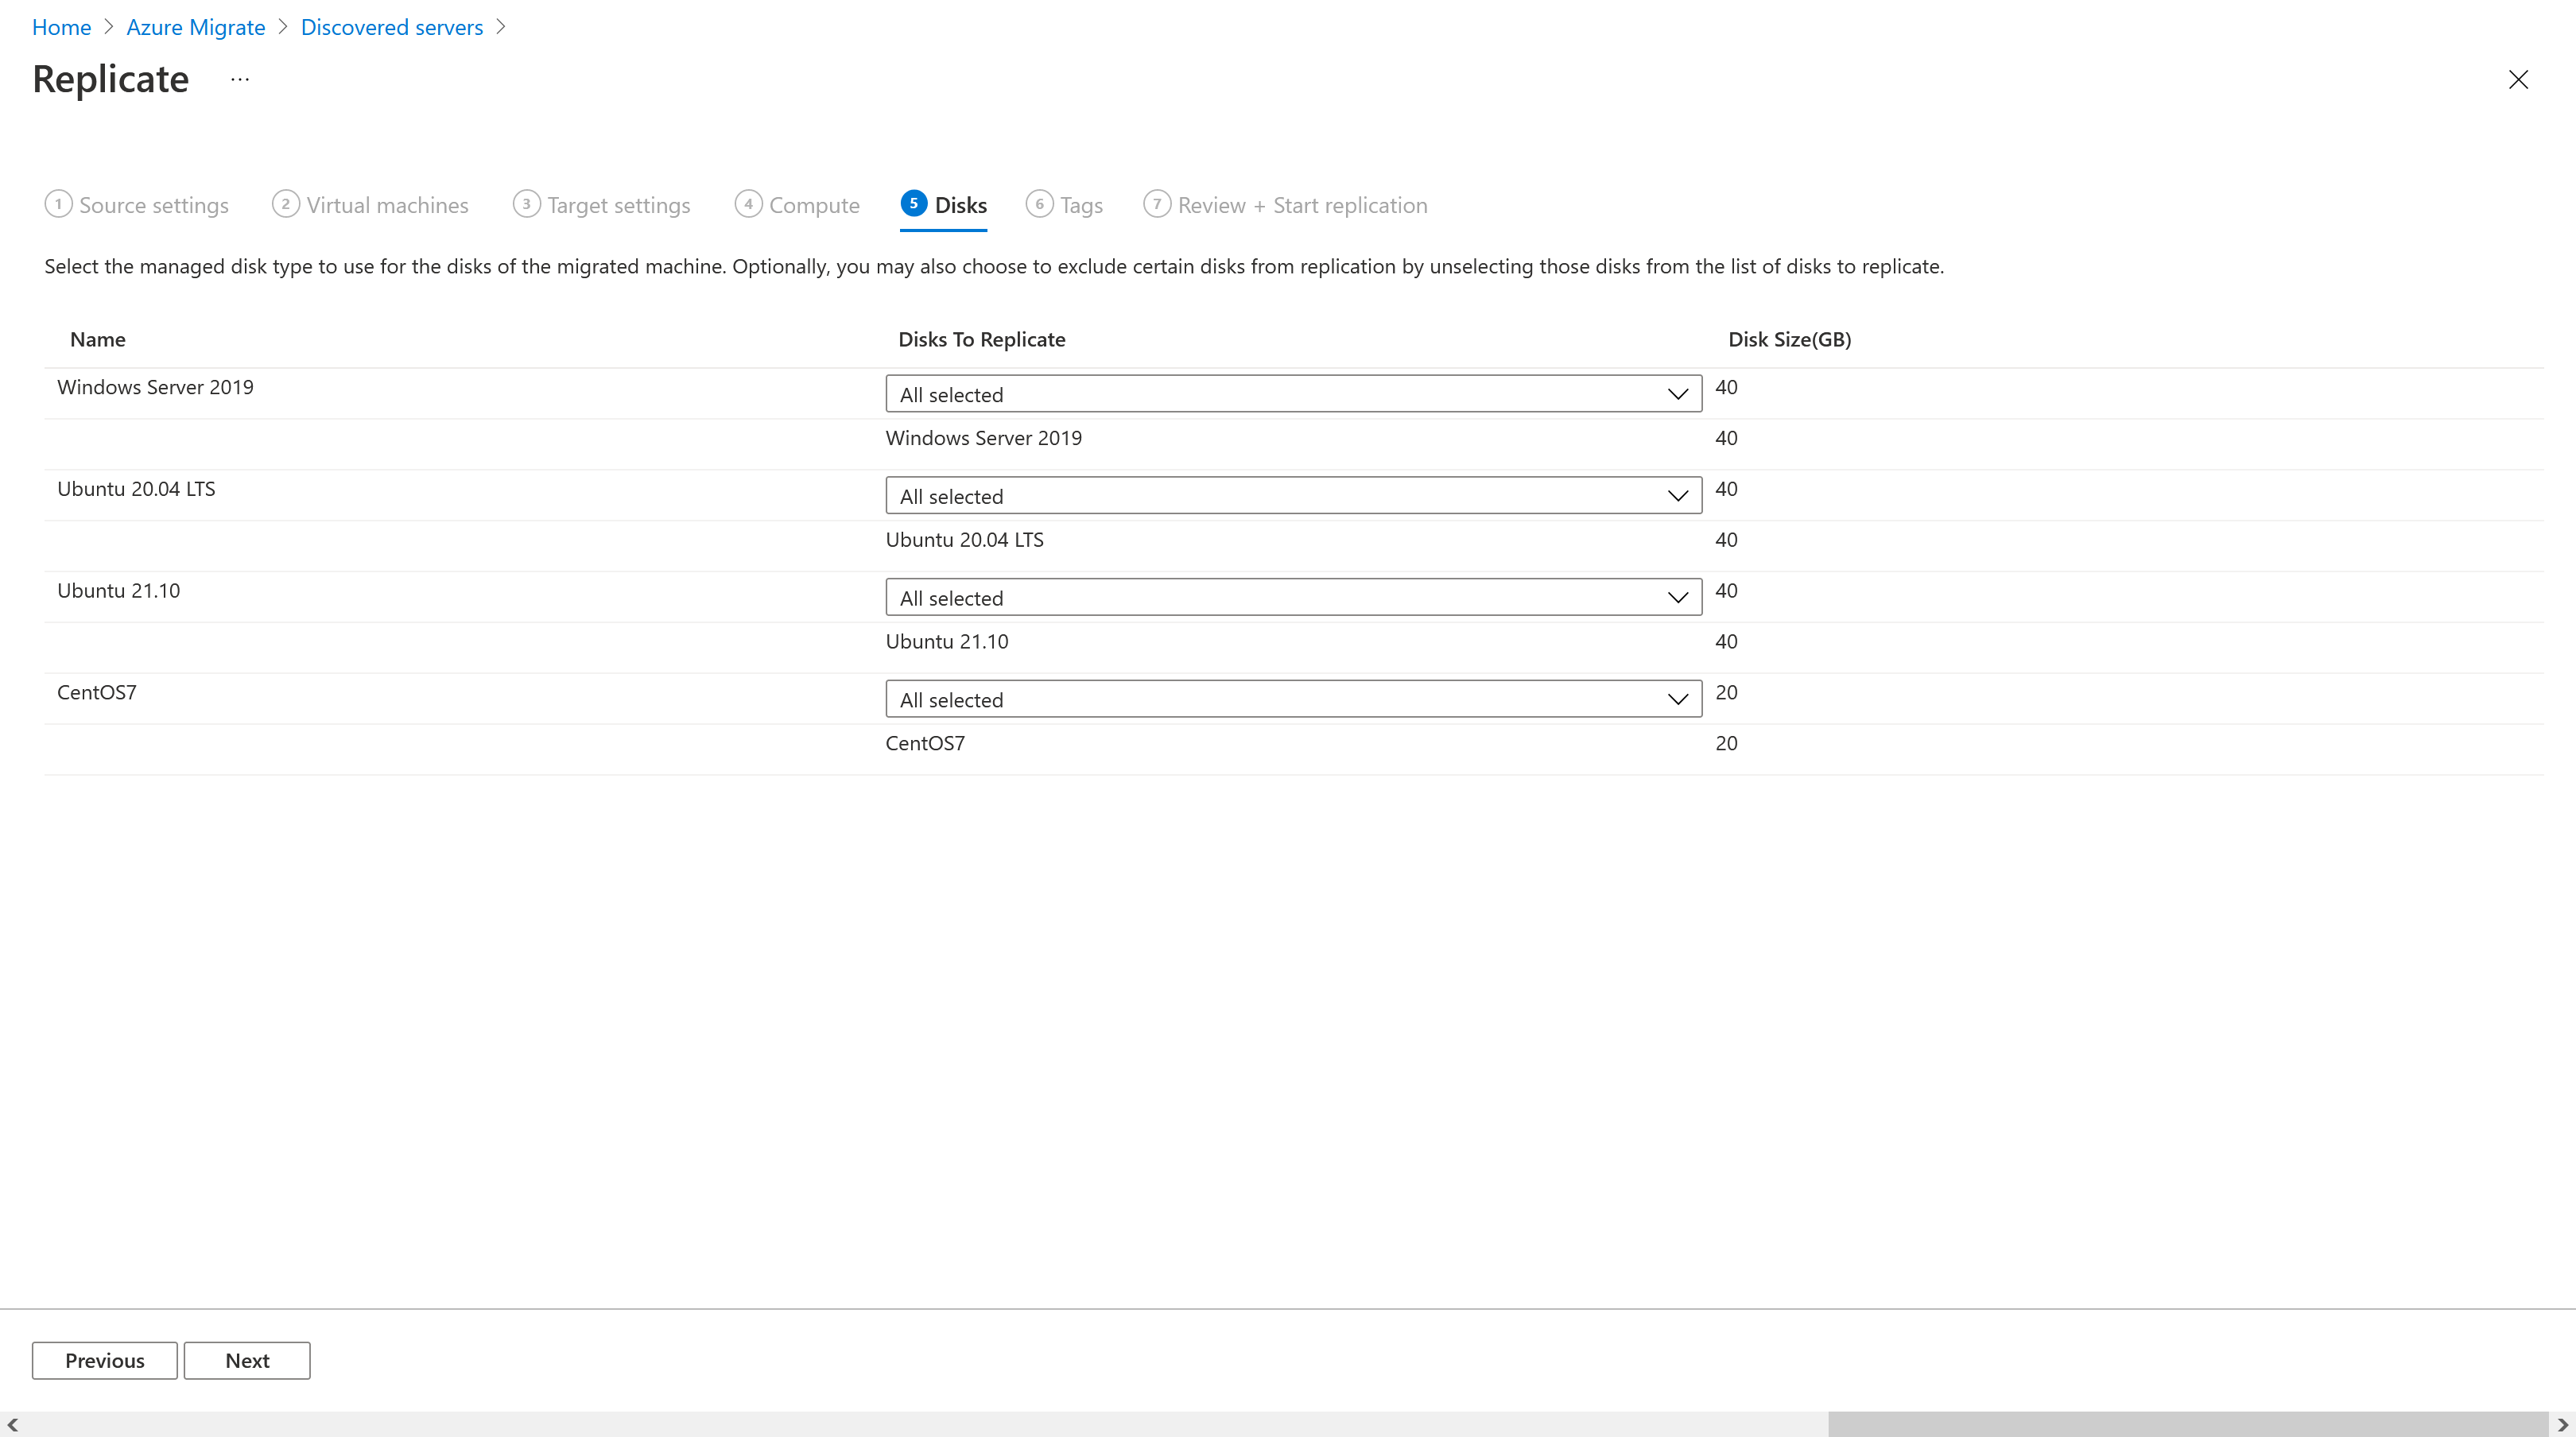 Home > Azure Migrate > Discovered servers >
Replicate ...
1 Source settings 2 Virtual machines 3 Target settings 4 Compute 5 Disks 6 Tags 7 Review + Start replication
Select the managed disk type to use for the disks of the migrated machine. Optionally, you may also choose to exclude certain disks from replication by unselecting those disks from the list of disks to replicate.
Name Disks To Replicate Disk Size(GB)
Windows Server 2019 All selected 40
Windows Server 2019 40
Ubuntu 20.04 LTS All selected 40
Ubuntu 20.04 LTS 40
Ubuntu 21.10 All selected 40
Ubuntu 21.10 40
CentOS7 All selected 20
CentOS7 20
Previous Next